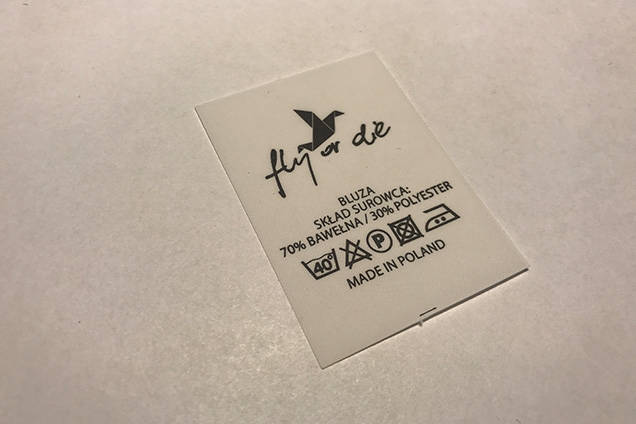 fly or die
BLUZA
SKŁAD SUROWCA:
70% BAWEŁNA / 30% POLYESTER
40° P
MADE IN POLAND